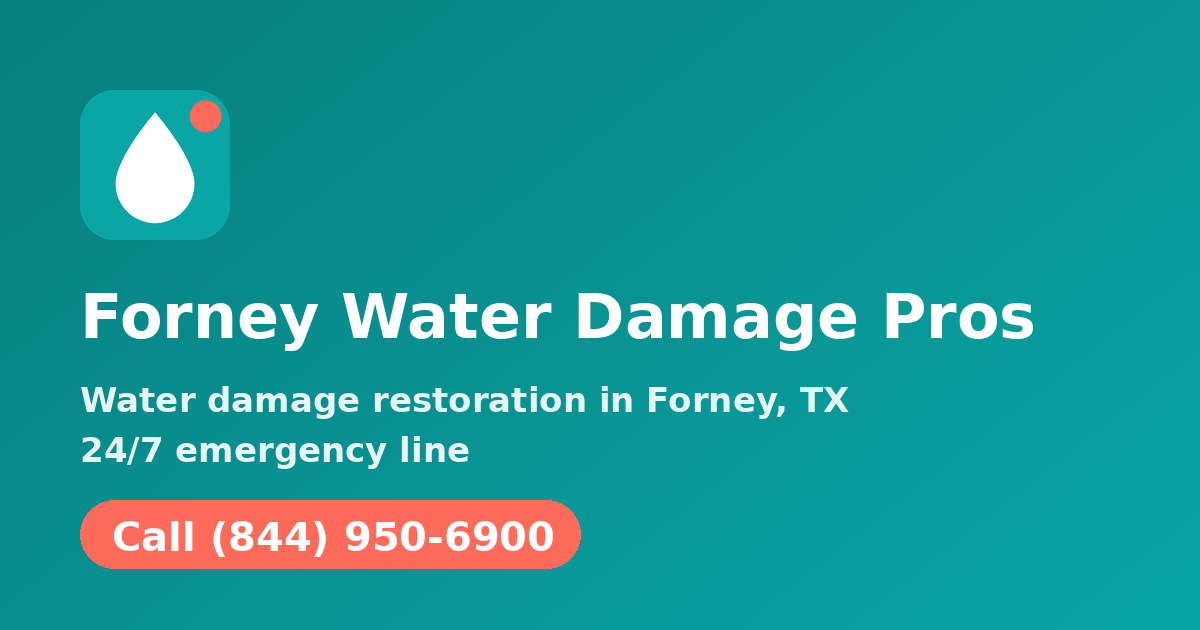 Forney Water Damage Pros
Water damage restoration in Forney, TX
24/7 emergency line
Call (844) 950-6900